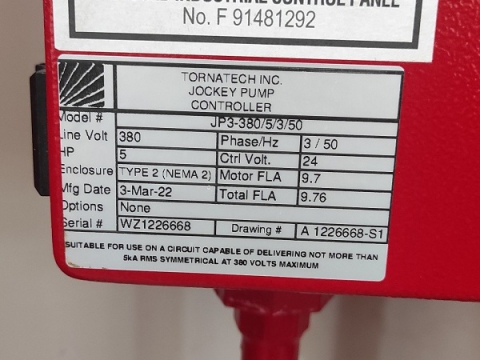 INDUSTRIAL CONTROL PANEL
No. F 91481292
TORNATECH INC.
JOCKEY PUMP
CONTROLLER
Model # JP3-380/5/3/50
Line Volt 380 Phase/Hz 3 / 50
HP 5 Ctrl Volt. 24
Enclosure TYPE 2 (NEMA 2) Motor FLA 9.7
Mfg Date 3-Mar-22 Total FLA 9.76
Options None
Serial # WZ1226668 Drawing # A 1226668-S1
SUITABLE FOR USE ON A CIRCUIT CAPABLE OF DELIVERING NOT MORE THAN
5kA RMS SYMMETRICAL AT 380 VOLTS MAXIMUM